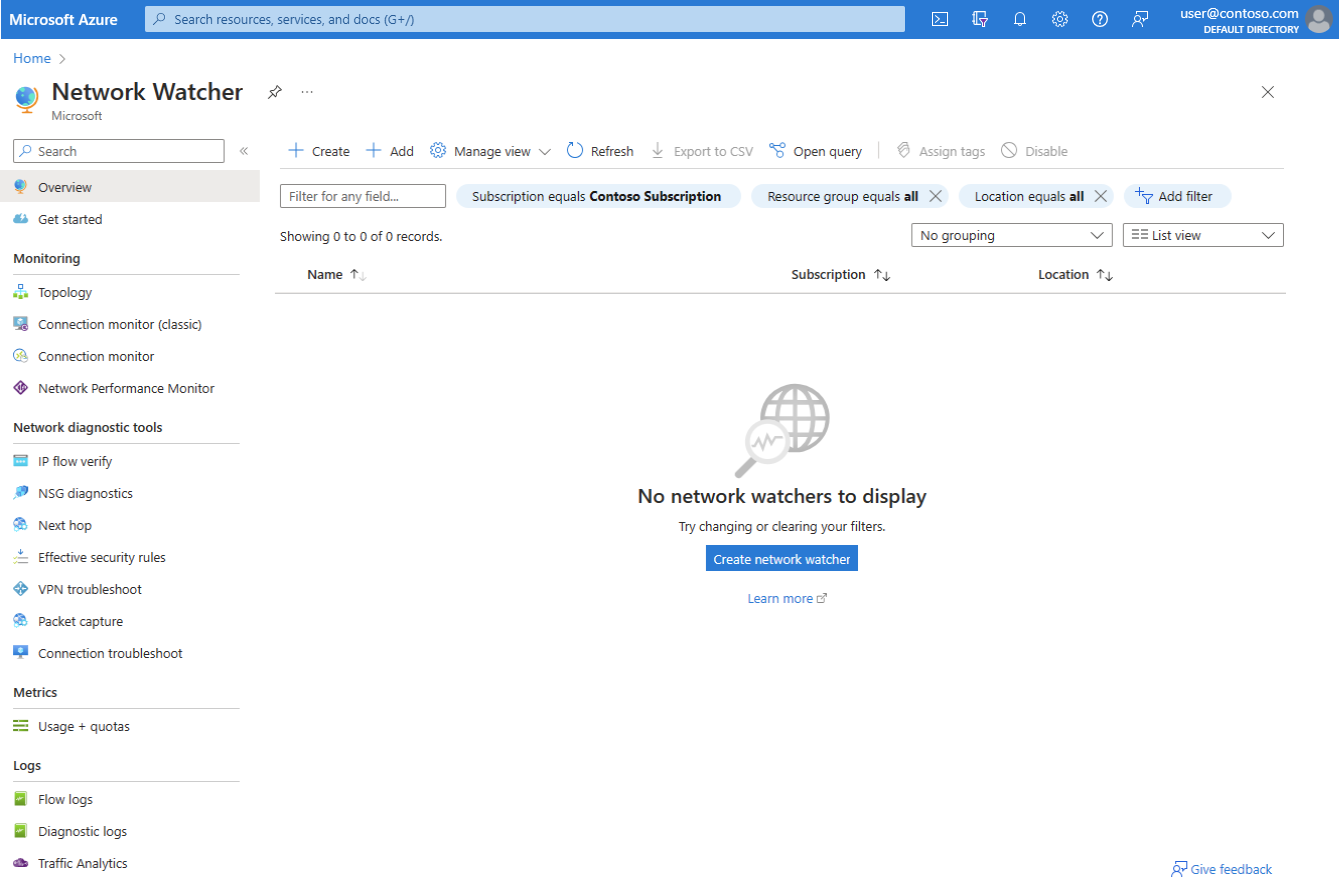 Microsoft Azure
Search resources, services, and docs (G+/)
user@contoso.com
DEFAULT DIRECTORY
Home
Network Watcher
Microsoft
Search
Overview
Get started
Monitoring
Topology
Connection monitor (classic)
Connection monitor
Network Performance Monitor
Network diagnostic tools
IP flow verify
NSG diagnostics
Next hop
Effective security rules
VPN troubleshoot
Packet capture
Connection troubleshoot
Metrics
Usage + quotas
Logs
Flow logs
Diagnostic logs
Traffic Analytics
Create Add Manage view Refresh Export to CSV Open query Assign tags Disable
Filter for any field... Subscription equals Contoso Subscription Resource group equals all Location equals all Add filter
Showing 0 to 0 of 0 records. No grouping List view
Name Subscription Location
No network watchers to display
Try changing or clearing your filters.
Create network watcher
Learn more
Give feedback